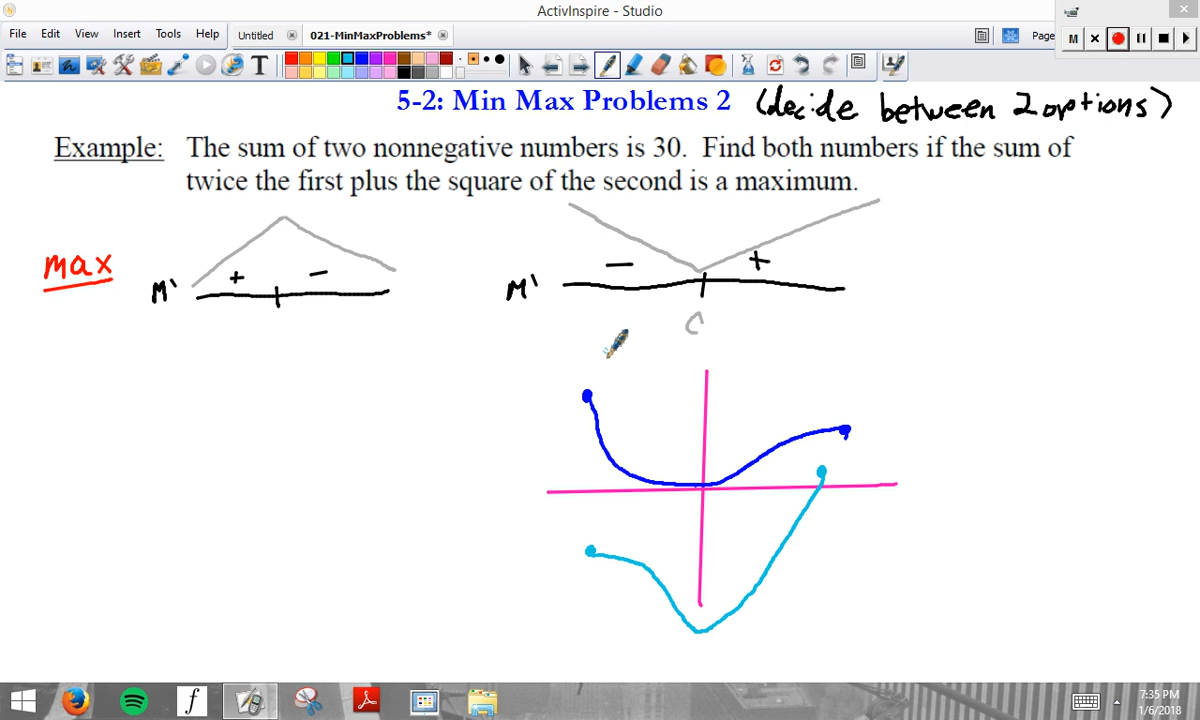 ActivInspire - Studio
File Edit View Insert Tools Help Untitled 021-MinMaxProblems* Page
M
T
5-2: Min Max Problems 2 (decide between 2 options)
Example: The sum of two nonnegative numbers is 30. Find both numbers if the sum of
twice the first plus the square of the second is a maximum.
max
M' + -
M' - +
C
f
7:35 PM
1/6/2018